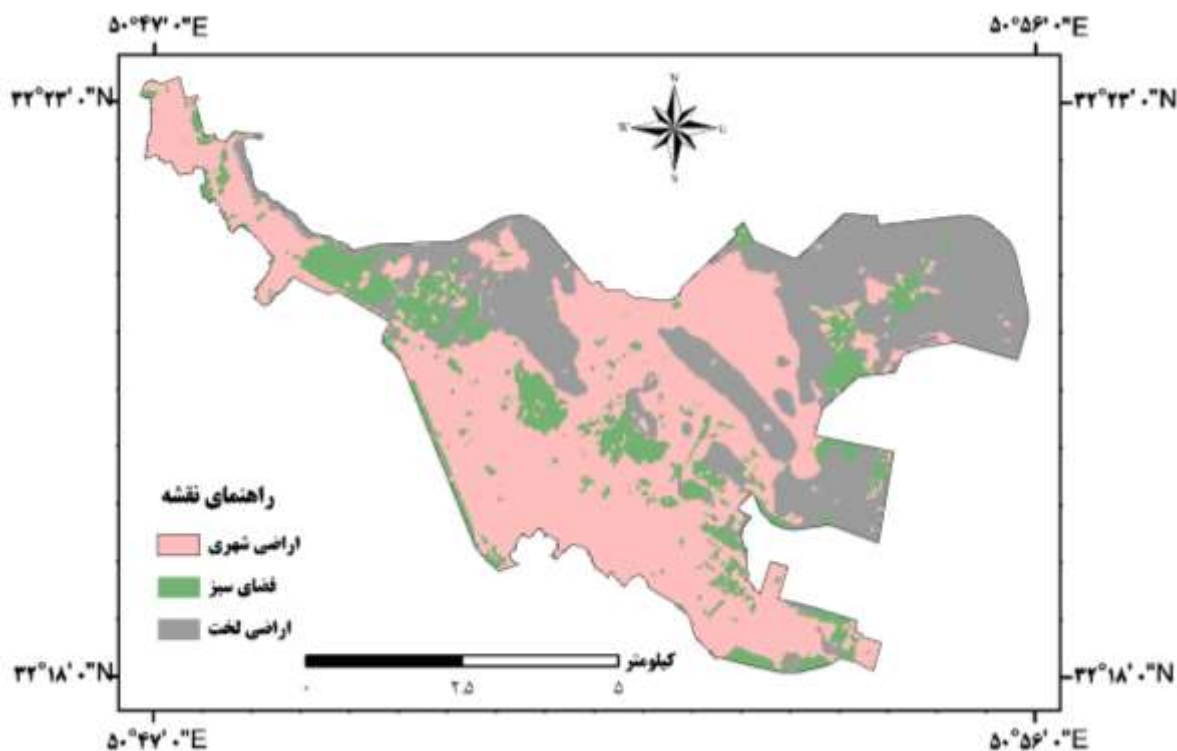 ۵۰°۴۷'۰"E ۵۰°۵۶'۰"E
۳۲°۲۳'۰"N ۳۲°۲۳'۰"N
N
W E
N
راهنمای نقشه
اراضی شهری
فضای سبز
اراضی لخت
کیلومتر
۰ ۲.۵ ۵
۳۲°۱۸'۰"N ۳۲°۱۸'۰"N
۵۰°۴۷'۰"E ۵۰°۵۶'۰"E